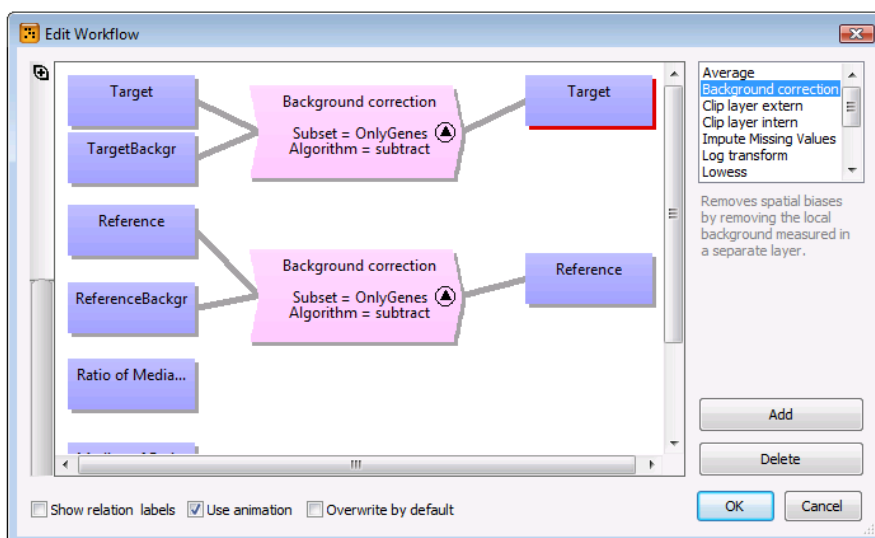 Edit Workflow
Target
TargetBackgr
Background correction
Subset = OnlyGenes
Algorithm = subtract
Target
Reference
ReferenceBackgr
Background correction
Subset = OnlyGenes
Algorithm = subtract
Reference
Ratio of Media...
Average
Background correction
Clip layer extern
Clip layer intern
Impute Missing Values
Log transform
Lowess
Removes spatial biases
by removing the local
background measured in
a separate layer.
Add
Delete
Show relation labels
Use animation
Overwrite by default
OK
Cancel